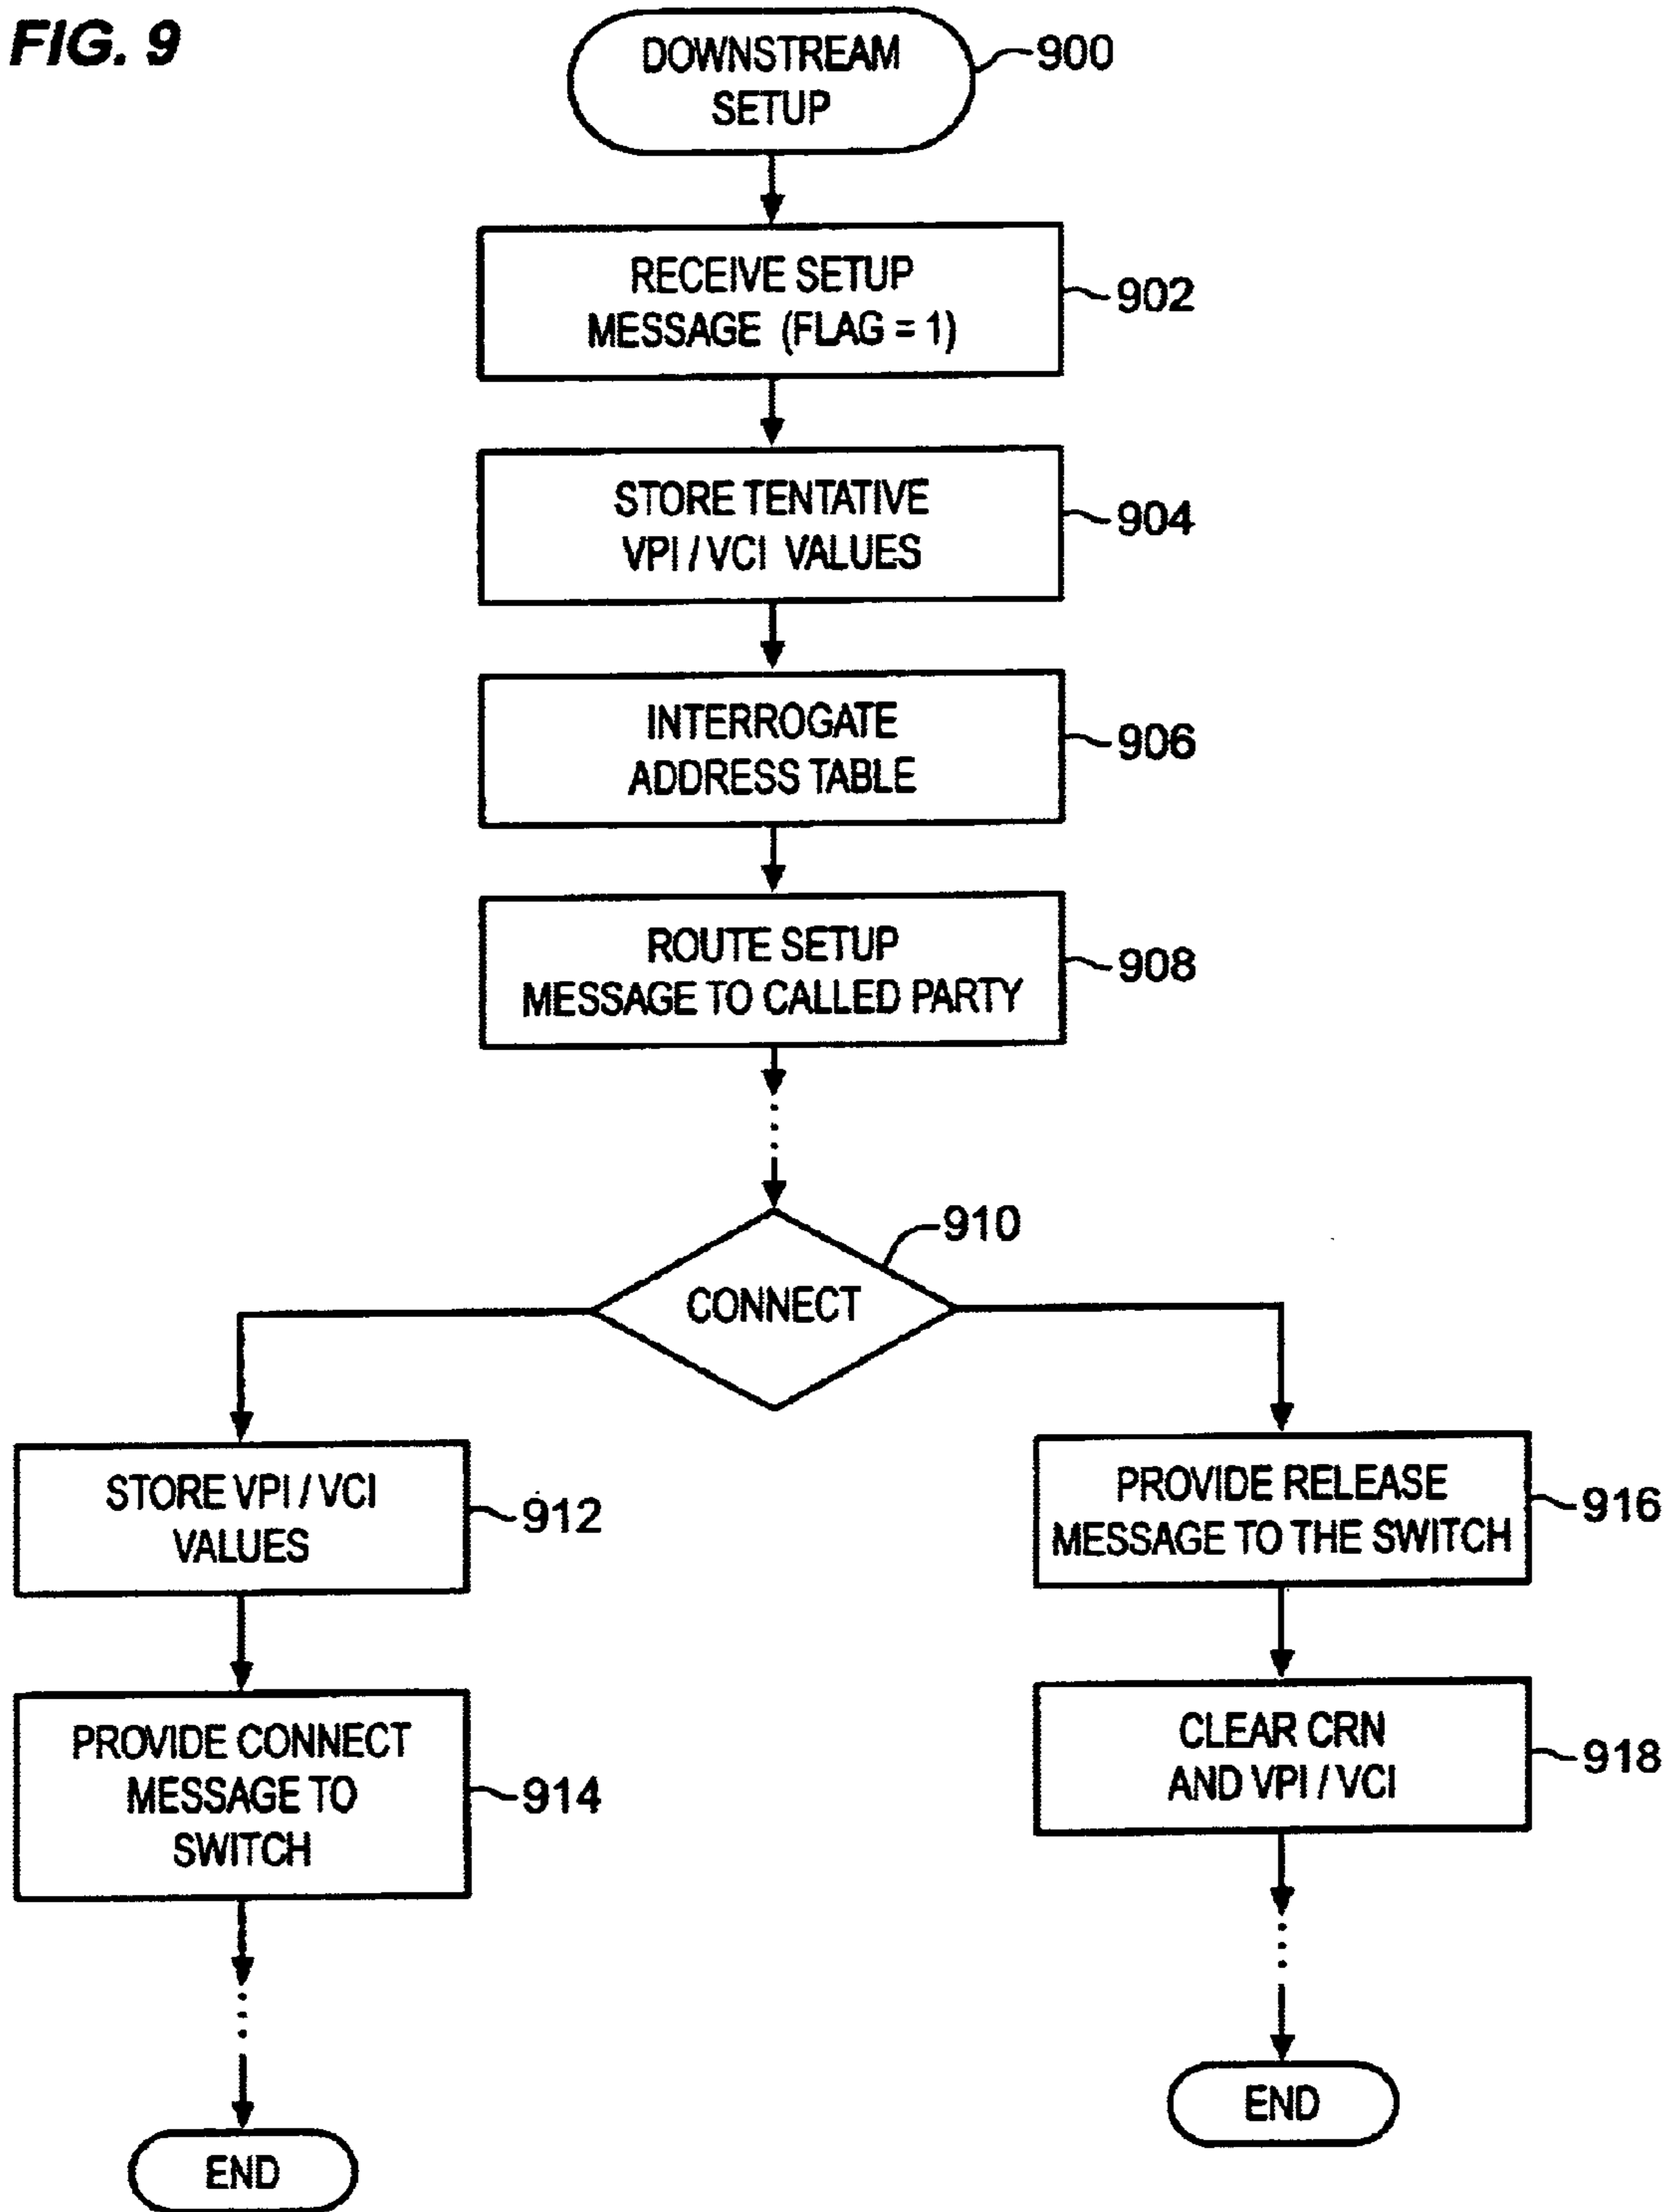 FIG. 9
DOWNSTREAM
SETUP
900
RECEIVE SETUP
MESSAGE (FLAG = 1)
902
STORE TENTATIVE
VPI / VCI VALUES
904
INTERROGATE
ADDRESS TABLE
906
ROUTE SETUP
MESSAGE TO CALLED PARTY
908
CONNECT
910
STORE VPI / VCI
VALUES
912
PROVIDE CONNECT
MESSAGE TO
SWITCH
914
END
PROVIDE RELEASE
MESSAGE TO THE SWITCH
916
CLEAR CRN
AND VPI / VCI
918
END